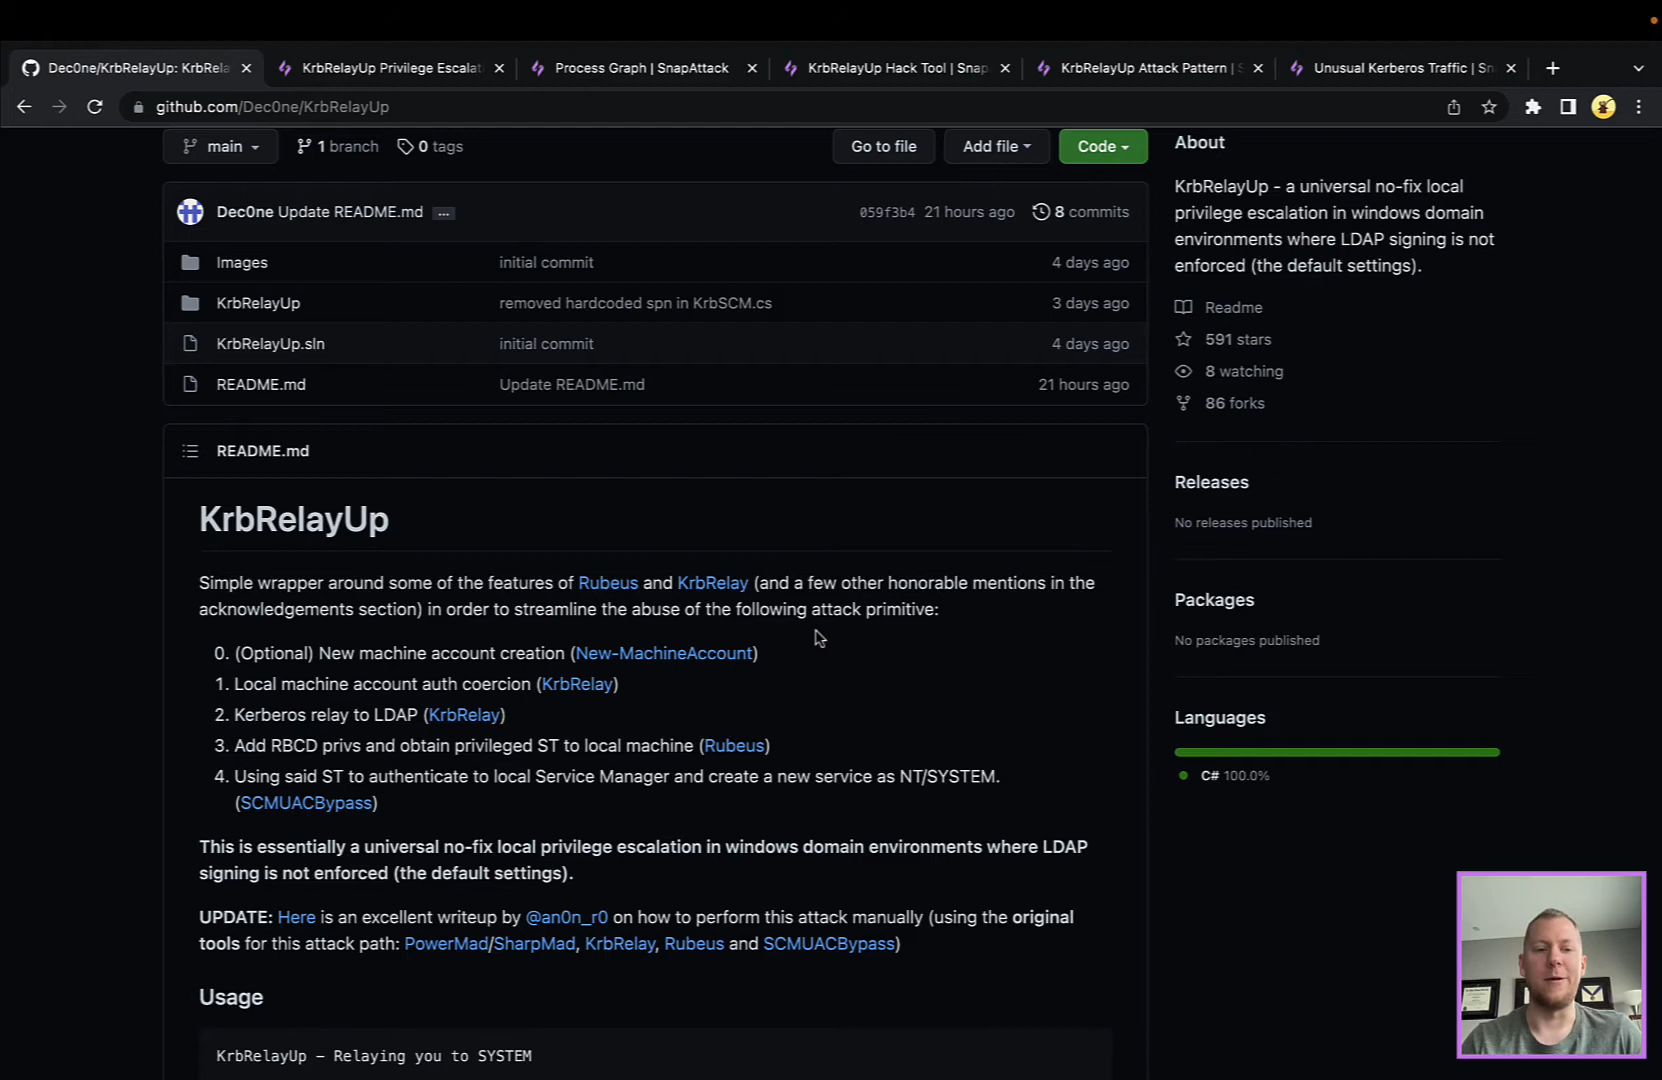 Dec0ne/KrbRelayUp: KrbRela
KrbRelayUp Privilege Escalat
Process Graph | SnapAttack
KrbRelayUp Hack Tool | Snap
KrbRelayUp Attack Pattern | S
Unusual Kerberos Traffic | Sn
github.com/Dec0ne/KrbRelayUp
main
1 branch
0 tags
Go to file
Add file
Code
Dec0ne Update README.md ...
059f3b4 21 hours ago
8 commits
Images
initial commit
4 days ago
KrbRelayUp
removed hardcoded spn in KrbSCM.cs
3 days ago
KrbRelayUp.sln
initial commit
4 days ago
README.md
Update README.md
21 hours ago
README.md
KrbRelayUp
Simple wrapper around some of the features of Rubeus and KrbRelay (and a few other honorable mentions in the
acknowledgements section) in order to streamline the abuse of the following attack primitive:
0. (Optional) New machine account creation (New-MachineAccount)
1. Local machine account auth coercion (KrbRelay)
2. Kerberos relay to LDAP (KrbRelay)
3. Add RBCD privs and obtain privileged ST to local machine (Rubeus)
4. Using said ST to authenticate to local Service Manager and create a new service as NT/SYSTEM.
(SCMUACBypass)
This is essentially a universal no-fix local privilege escalation in windows domain environments where LDAP
signing is not enforced (the default settings).
UPDATE: Here is an excellent writeup by @an0n_r0 on how to perform this attack manually (using the original
tools for this attack path: PowerMad/SharpMad, KrbRelay, Rubeus and SCMUACBypass)
Usage
KrbRelayUp – Relaying you to SYSTEM
About
KrbRelayUp - a universal no-fix local
privilege escalation in windows domain
environments where LDAP signing is not
enforced (the default settings).
Readme
591 stars
8 watching
86 forks
Releases
No releases published
Packages
No packages published
Languages
C# 100.0%